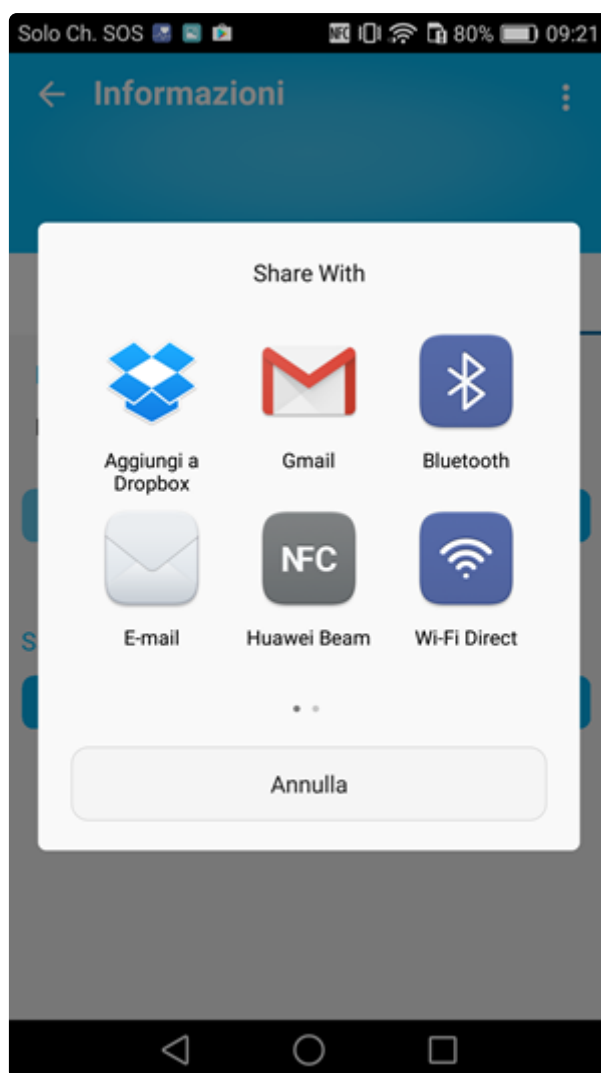 Solo Ch. SOS NFC 80% 09:21
Informazioni
Share With
Aggiungi a
Dropbox
Gmail
Bluetooth
NFC
E-mail
Huawei Beam
Wi-Fi Direct
S
Annulla